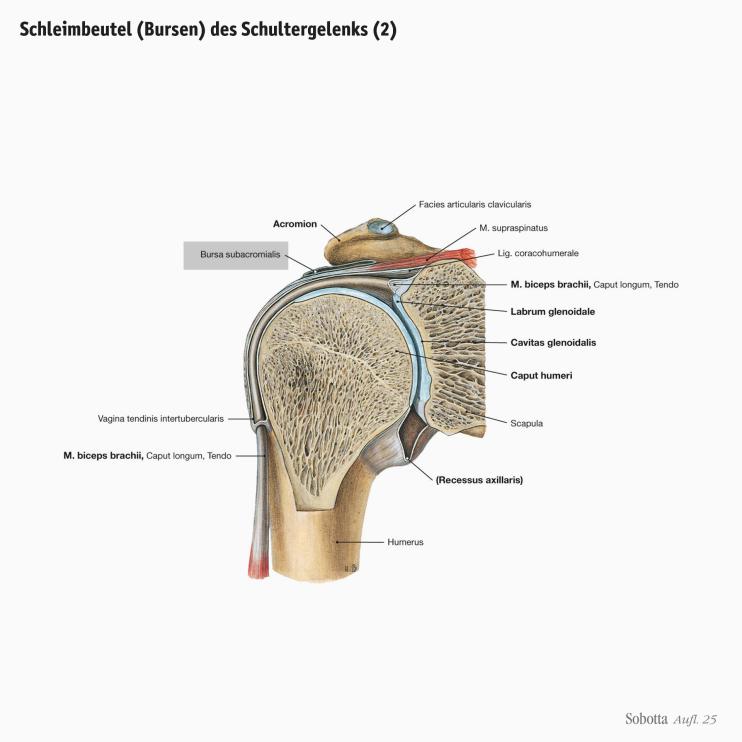 Schleimbeutel (Bursen) des Schultergelenks (2)
Facies articularis clavicularis
Acromion
M. supraspinatus
Bursa subacromialis
Lig. coracohumerale
M. biceps brachii, Caput longum, Tendo
Labrum glenoidale
Cavitas glenoidalis
Caput humeri
Vagina tendinis intertubercularis
Scapula
M. biceps brachii, Caput longum, Tendo
(Recessus axillaris)
Humerus
Sobotta Aufl. 25